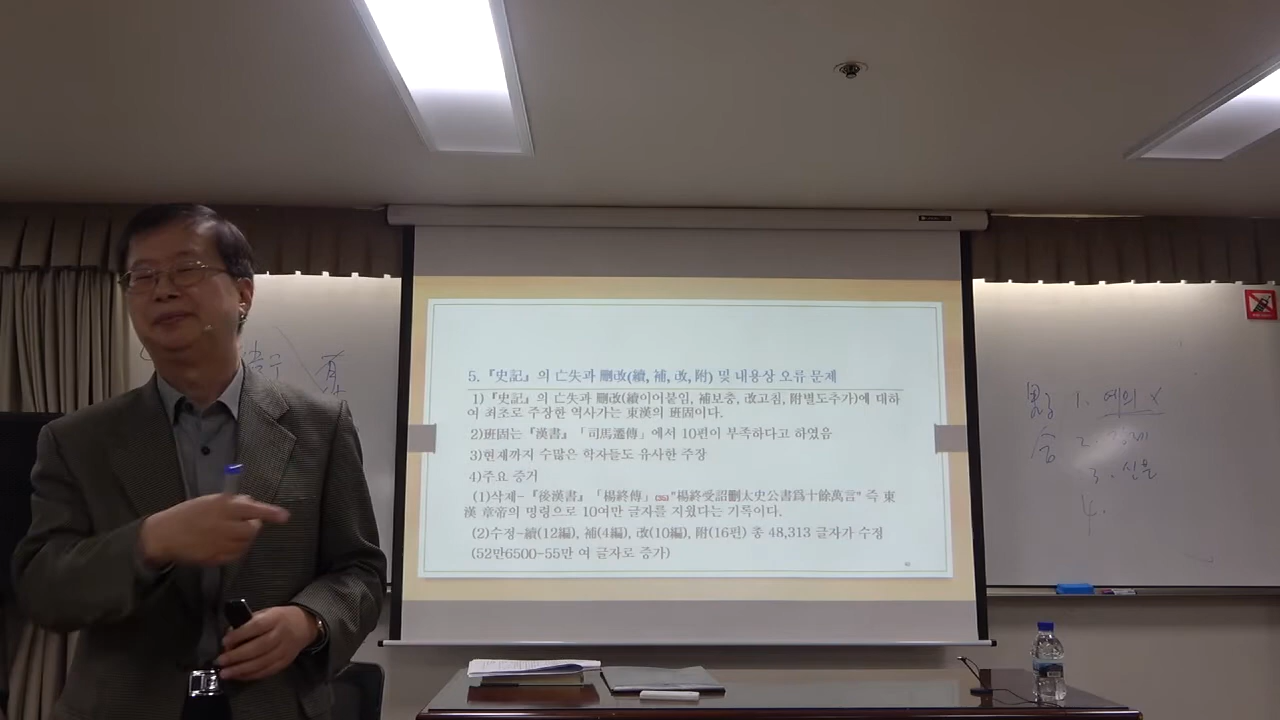 5. 『史記』의 亡失과 刪改(續, 補, 改, 附) 및 내용상 오류 문제
1)『史記』의 亡失과 刪改(續이어붙임, 補보충, 改고침, 附별도추가)에 대하
여 최초로 주장한 역사가는 東漢의 班固이다.
2)班固는『漢書』「司馬遷傳」에서 10편이 부족하다고 하였음
3)현재까지 수많은 학자들도 유사한 주장
4)주요 증거
(1)삭제-『後漢書』「楊終傳」"楊終受詔刪太史公書爲十餘萬言" 즉 東
漢 章帝의 명령으로 10여만 글자를 지웠다는 기록이다.
(2)수정-續(12編), 補(4編), 改(10編), 附(16편) 총 48,313 글자가 수정
(52만6500-55만 여 글자로 증가)
1. 예의 x
2. 경제
3. 신물
4.